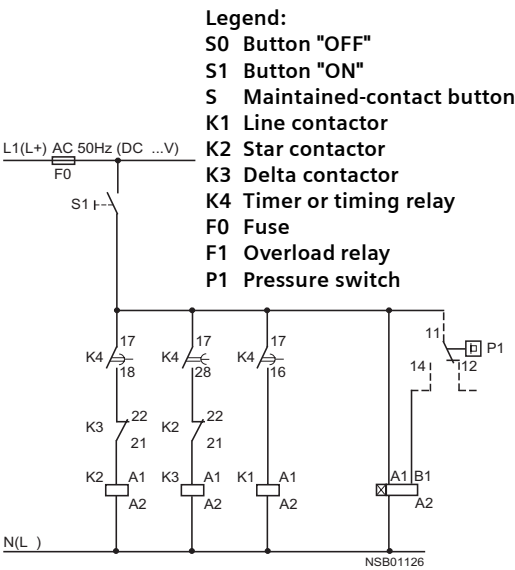 Legend:
S0 Button "OFF"
S1 Button "ON"
S Maintained-contact button
K1 Line contactor
K2 Star contactor
K3 Delta contactor
K4 Timer or timing relay
F0 Fuse
F1 Overload relay
P1 Pressure switch
L1(L+) AC 50Hz (DC ...V)
F0
S1
K4 17 18
K4 17 28
K4 17 16
11 P1
14 12
K3 22 21
K2 22 21
K2 A1 A2
K3 A1 A2
K1 A1 A2
A1 B1 A2
N(L )
NSB01126